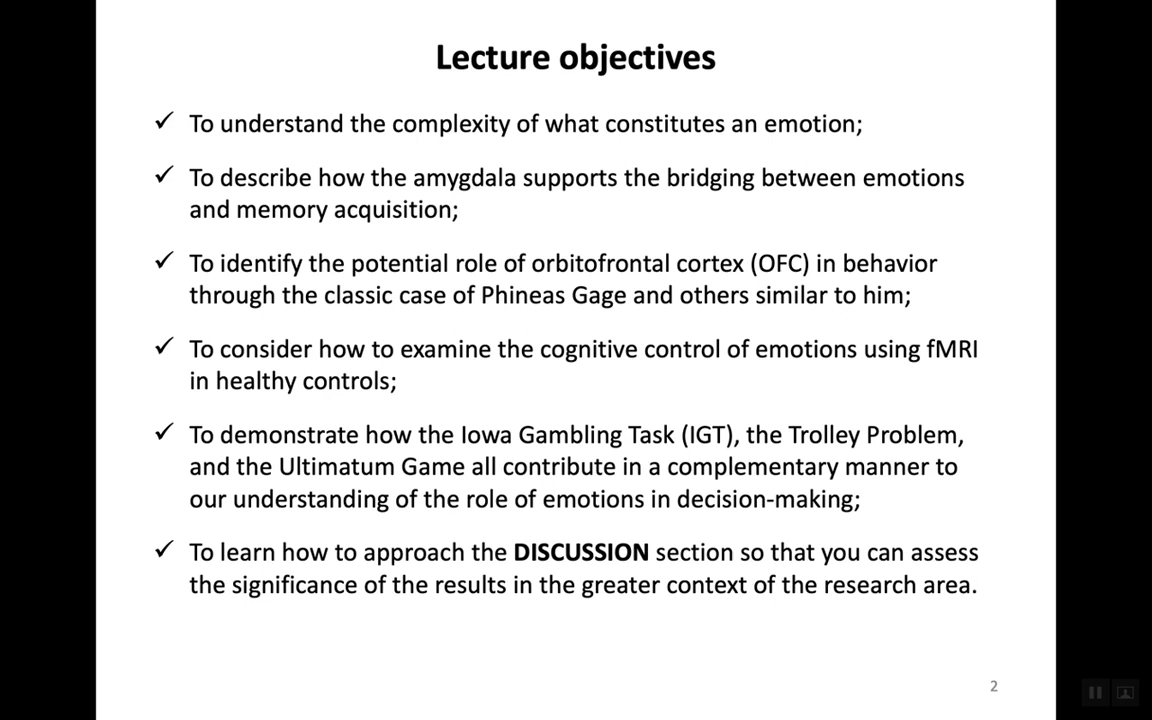 Lecture objectives
✓ To understand the complexity of what constitutes an emotion;
✓ To describe how the amygdala supports the bridging between emotions
and memory acquisition;
✓ To identify the potential role of orbitofrontal cortex (OFC) in behavior
through the classic case of Phineas Gage and others similar to him;
✓ To consider how to examine the cognitive control of emotions using fMRI
in healthy controls;
✓ To demonstrate how the Iowa Gambling Task (IGT), the Trolley Problem,
and the Ultimatum Game all contribute in a complementary manner to
our understanding of the role of emotions in decision-making;
✓ To learn how to approach the DISCUSSION section so that you can assess
the significance of the results in the greater context of the research area.
2